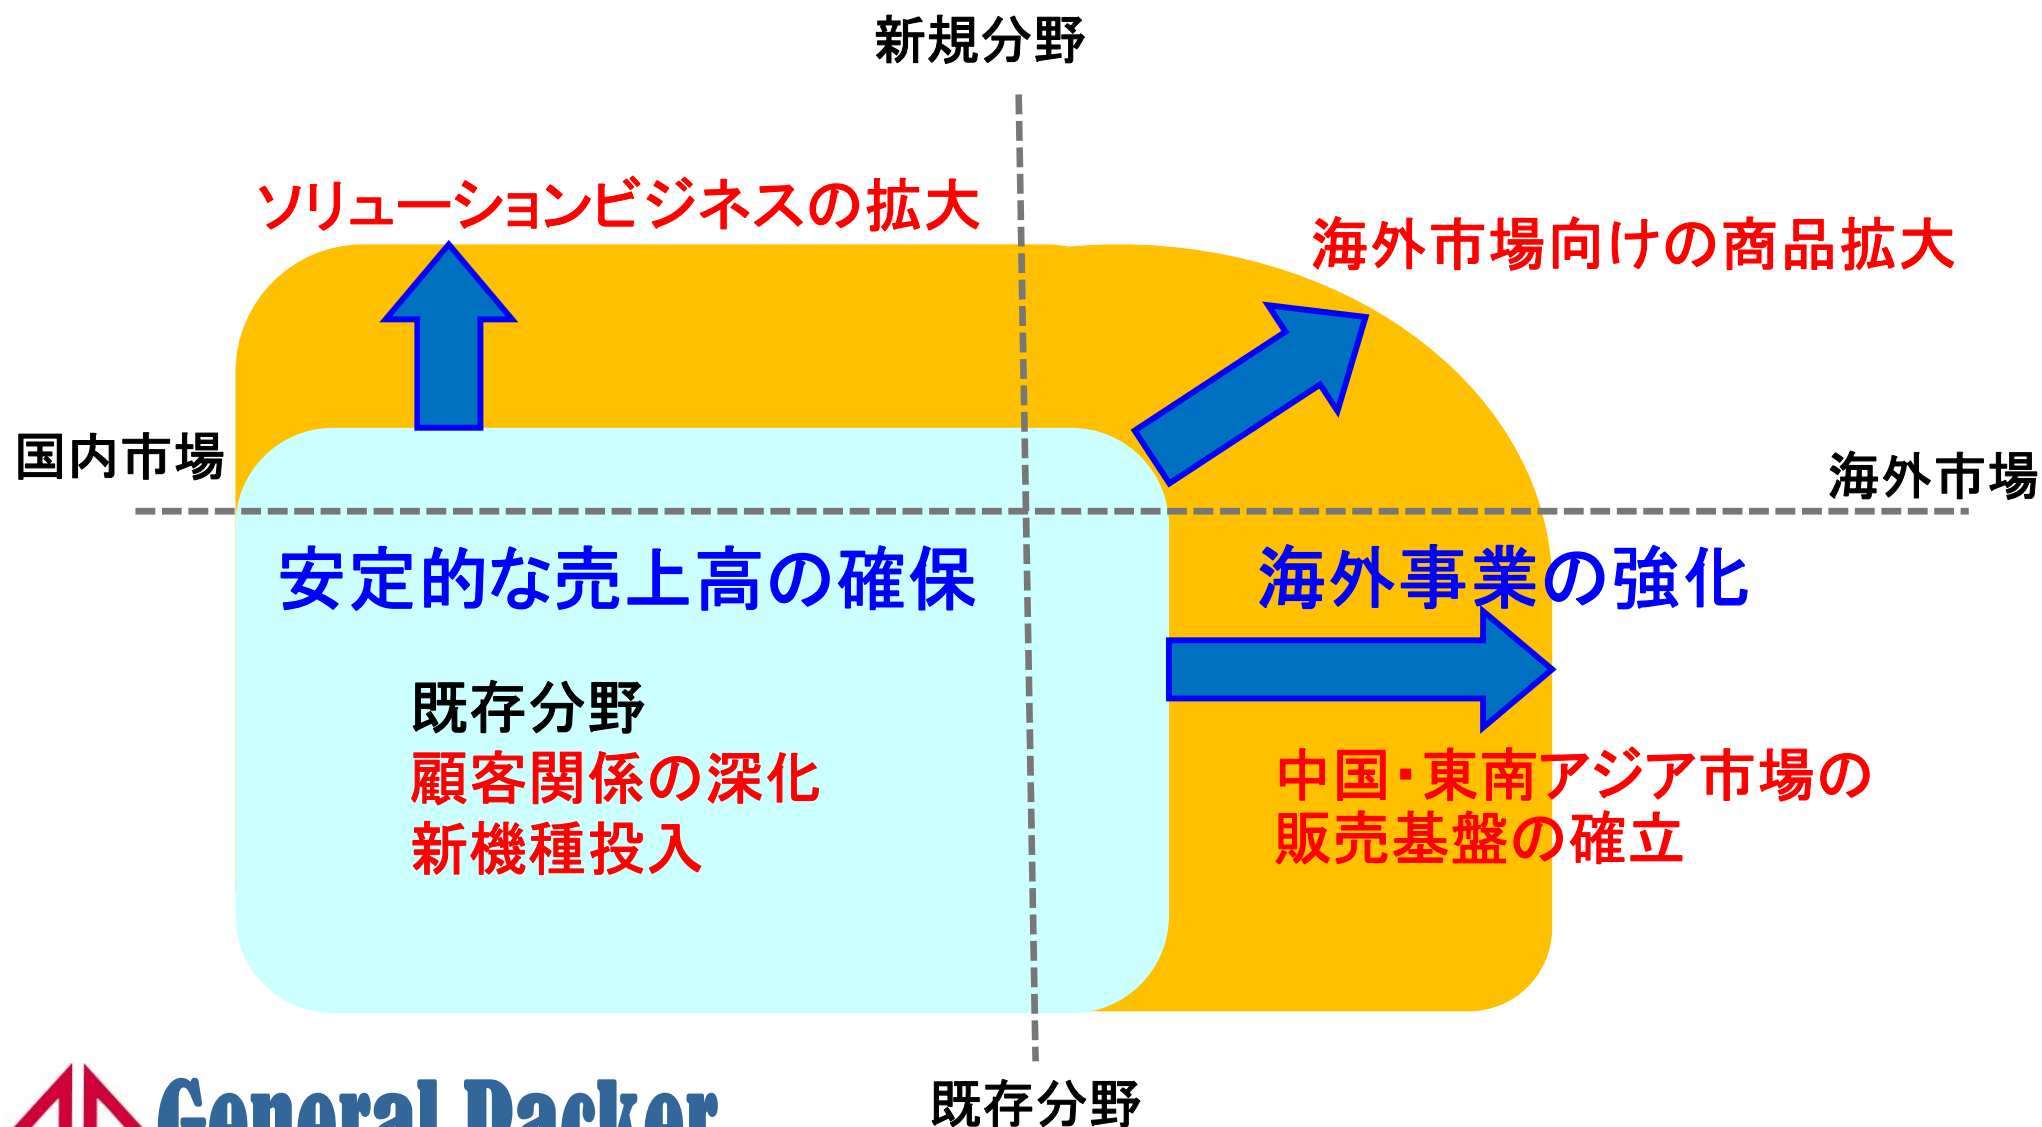 新規分野
ソリューションビジネスの拡大
海外市場向けの商品拡大
国内市場
海外市場
安定的な売上高の確保
海外事業の強化
既存分野
顧客関係の深化
新機種投入
中国・東南アジア市場の
販売基盤の確立
General Packer
既存分野